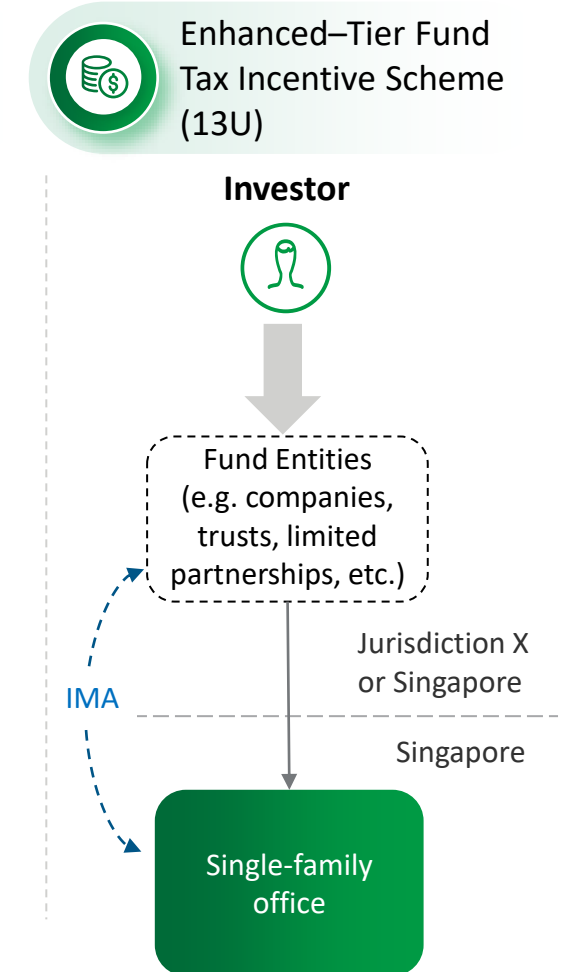 Enhanced–Tier Fund
Tax Incentive Scheme
(13U)
Investor
Fund Entities
(e.g. companies,
trusts, limited
partnerships, etc.)
Jurisdiction X
or Singapore
IMA
Singapore
Single-family
office